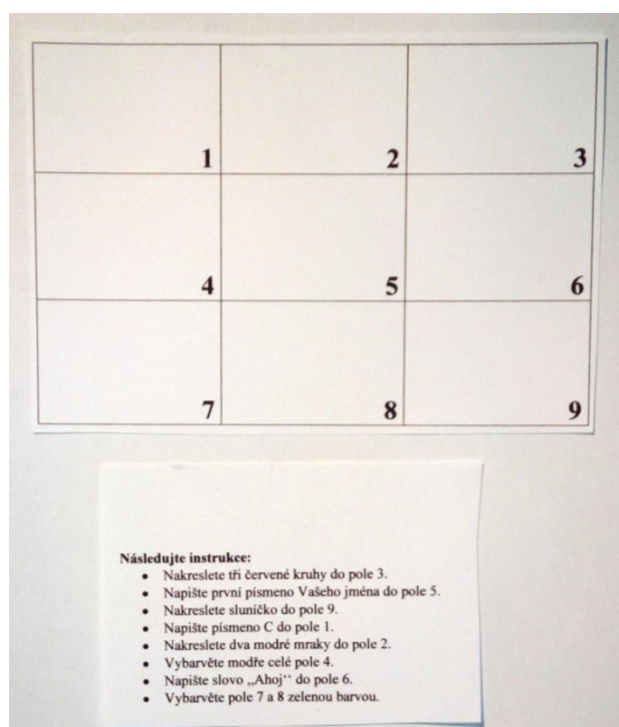 1 2 3
4 5 6
7 8 9
Následujte instrukce:
• Nakreslete tři červené kruhy do pole 3.
• Napište první písmeno Vašeho jména do pole 5.
• Nakreslete sluníčko do pole 9.
• Napište písmeno C do pole 1.
• Nakreslete dva modré mraky do pole 2.
• Vybarvěte modře celé pole 4.
• Napište slovo „Ahoj“ do pole 6.
• Vybarvěte pole 7 a 8 zelenou barvou.